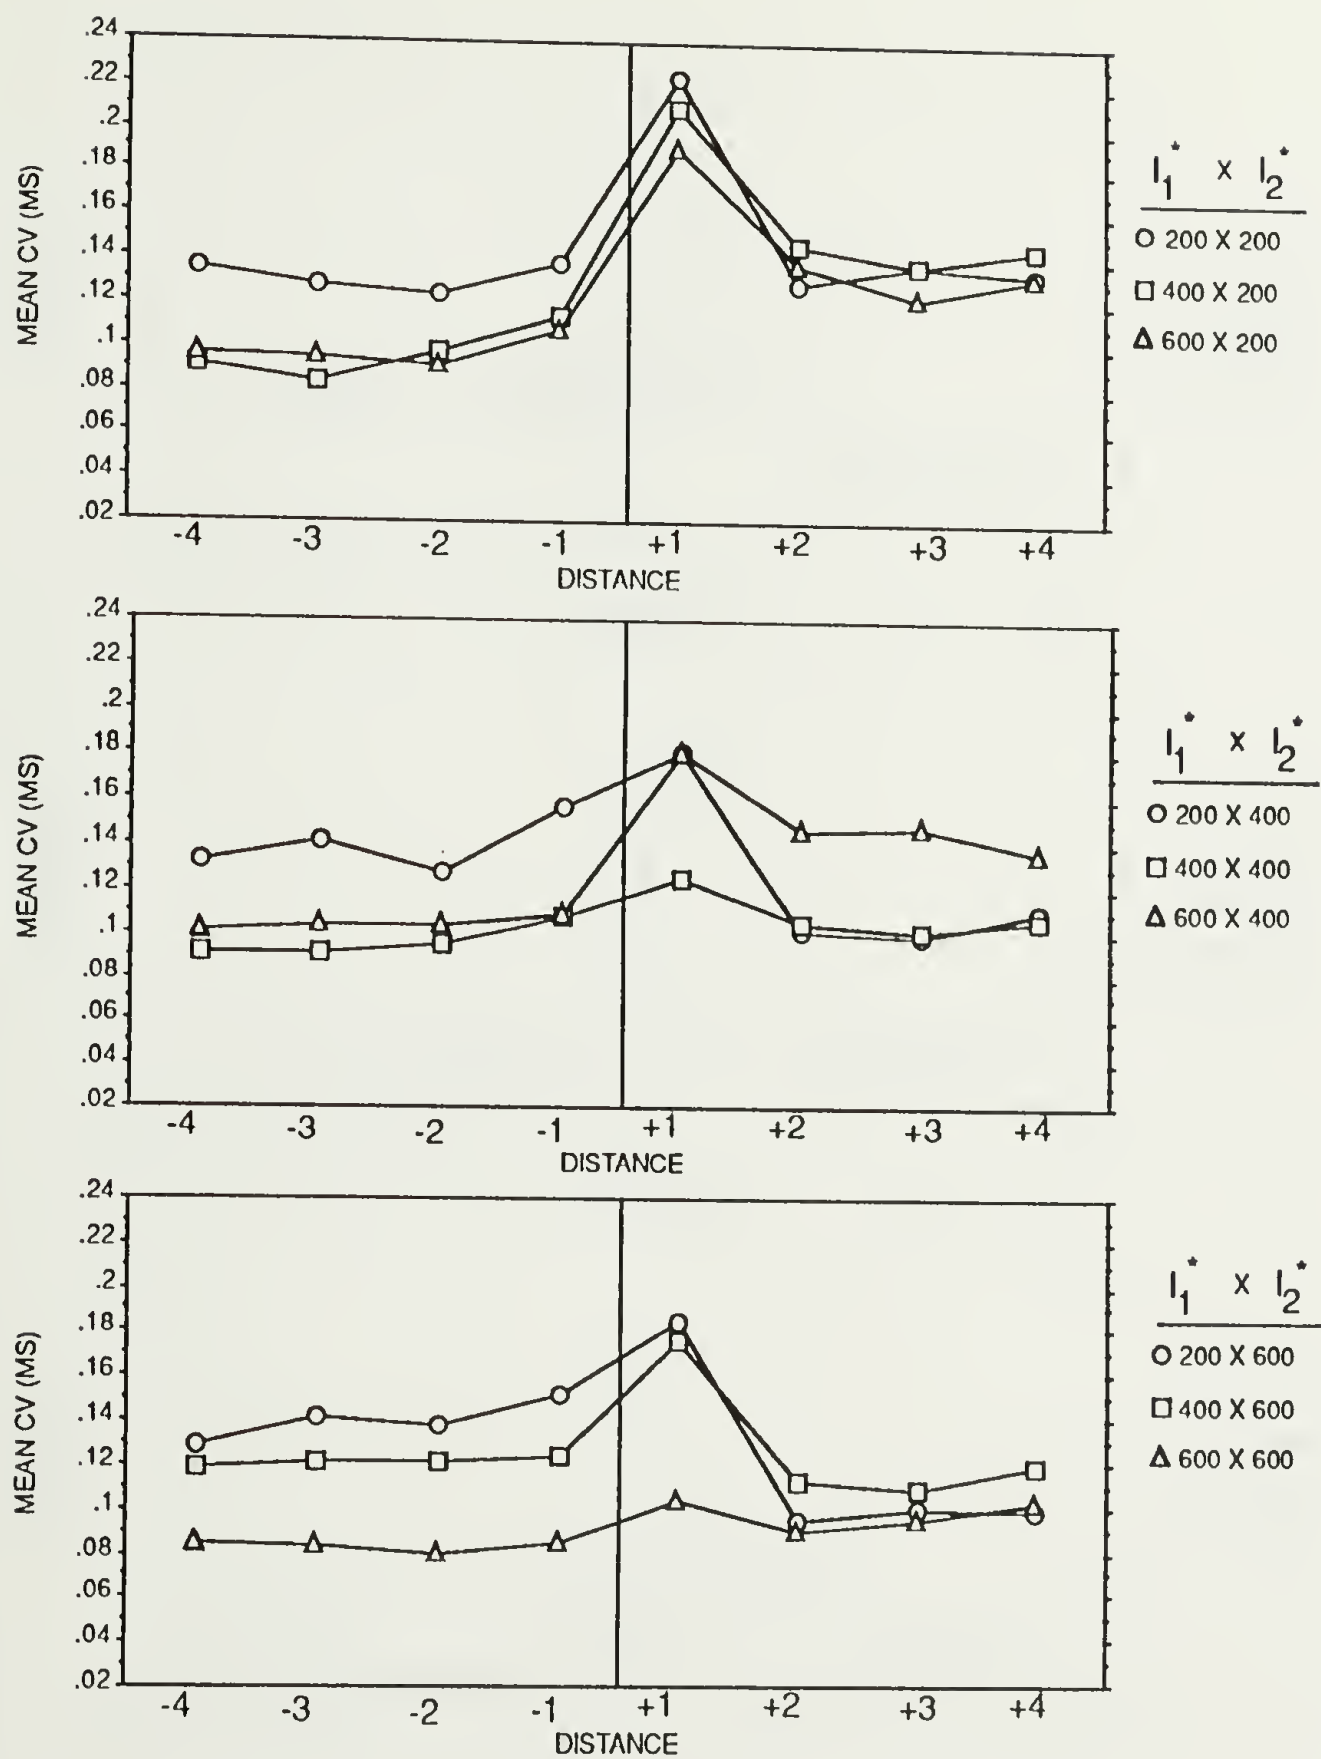 .24
.22
.2
.18
.16
.14
.12
.1
.08
.06
.04
.02
MEAN CV (MS)
-4 -3 -2 -1 +1 +2 +3 +4
DISTANCE
I1* X I2*
200 X 200
400 X 200
600 X 200
.24
.22
.2
.18
.16
.14
.12
.1
.08
.06
.04
.02
MEAN CV (MS)
-4 -3 -2 -1 +1 +2 +3 +4
DISTANCE
I1* X I2*
200 X 400
400 X 400
600 X 400
.24
.22
.2
.18
.16
.14
.12
.1
.08
.06
.04
.02
MEAN CV (MS)
-4 -3 -2 -1 +1 +2 +3 +4
DISTANCE
I1* X I2*
200 X 600
400 X 600
600 X 600